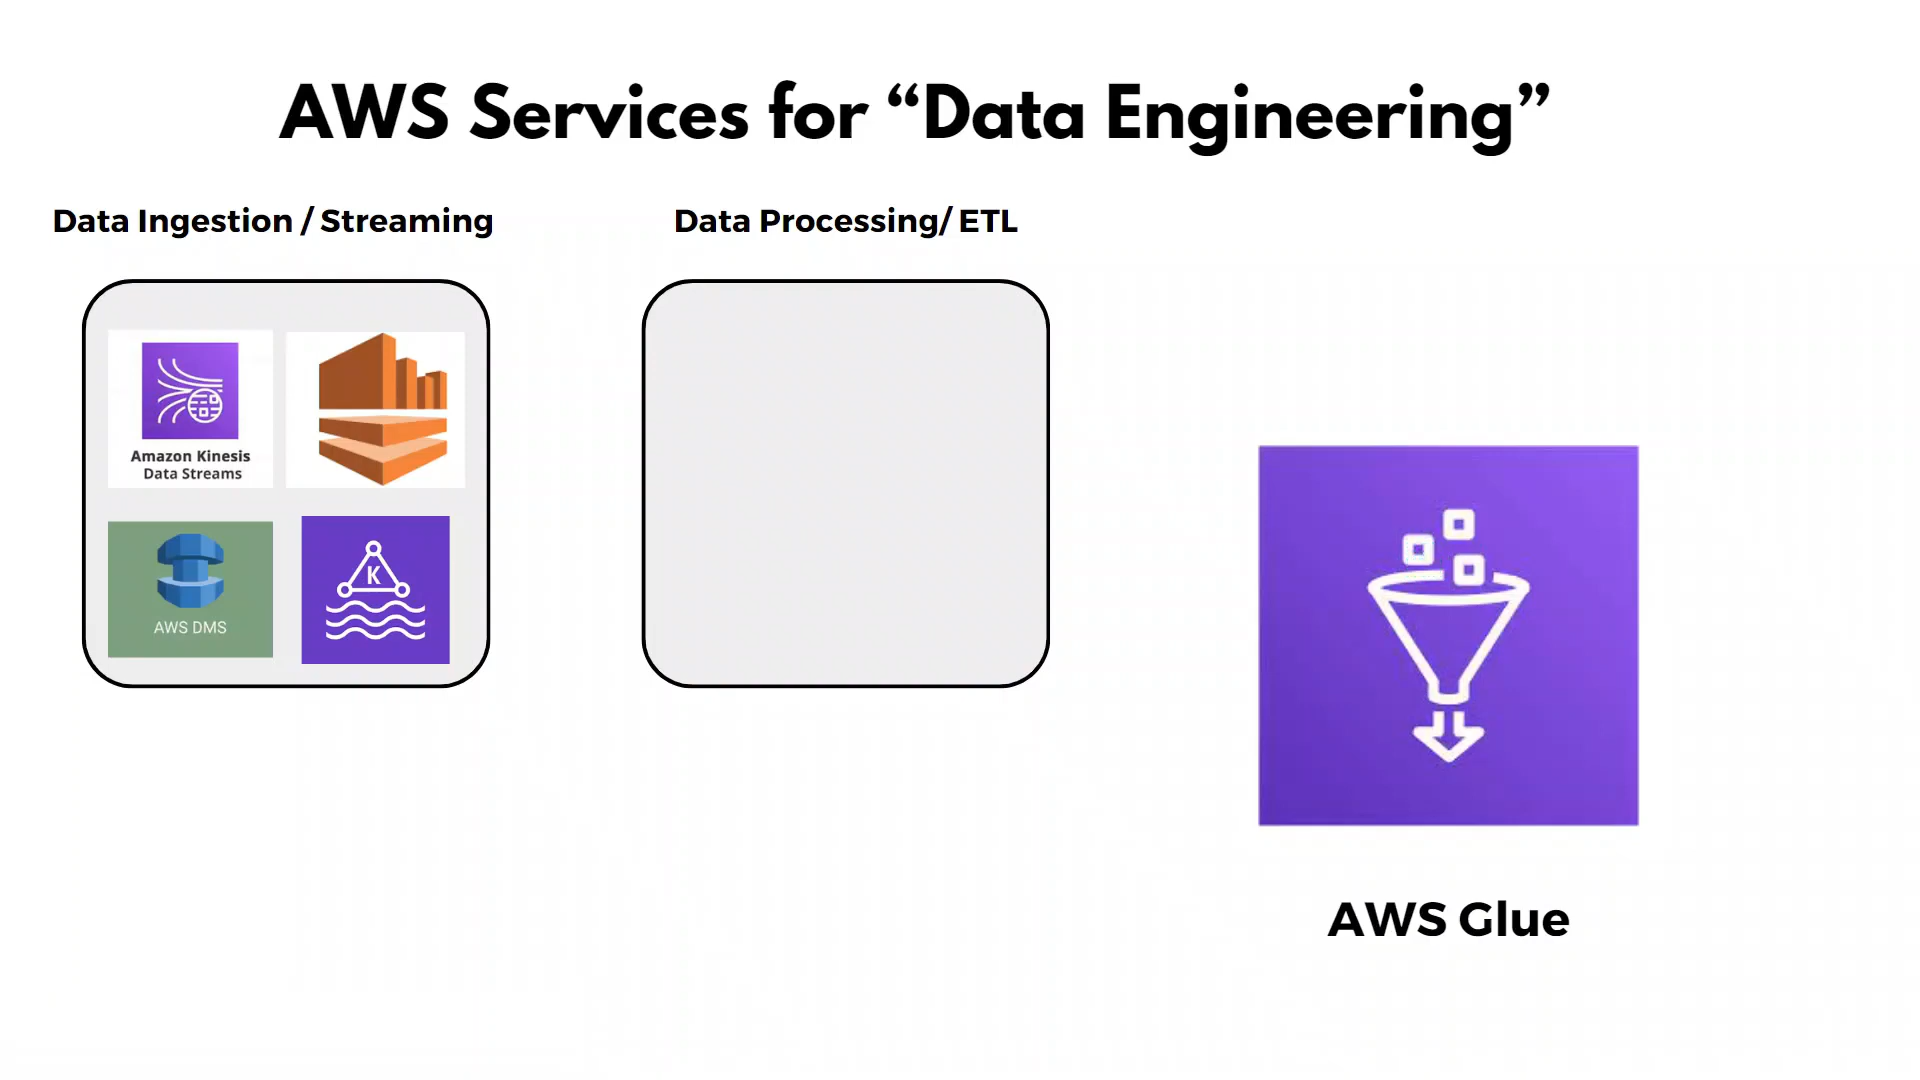 AWS Services for “Data Engineering”
Data Ingestion / Streaming
Data Processing/ ETL
Amazon Kinesis
Data Streams
AWS DMS
K
AWS Glue